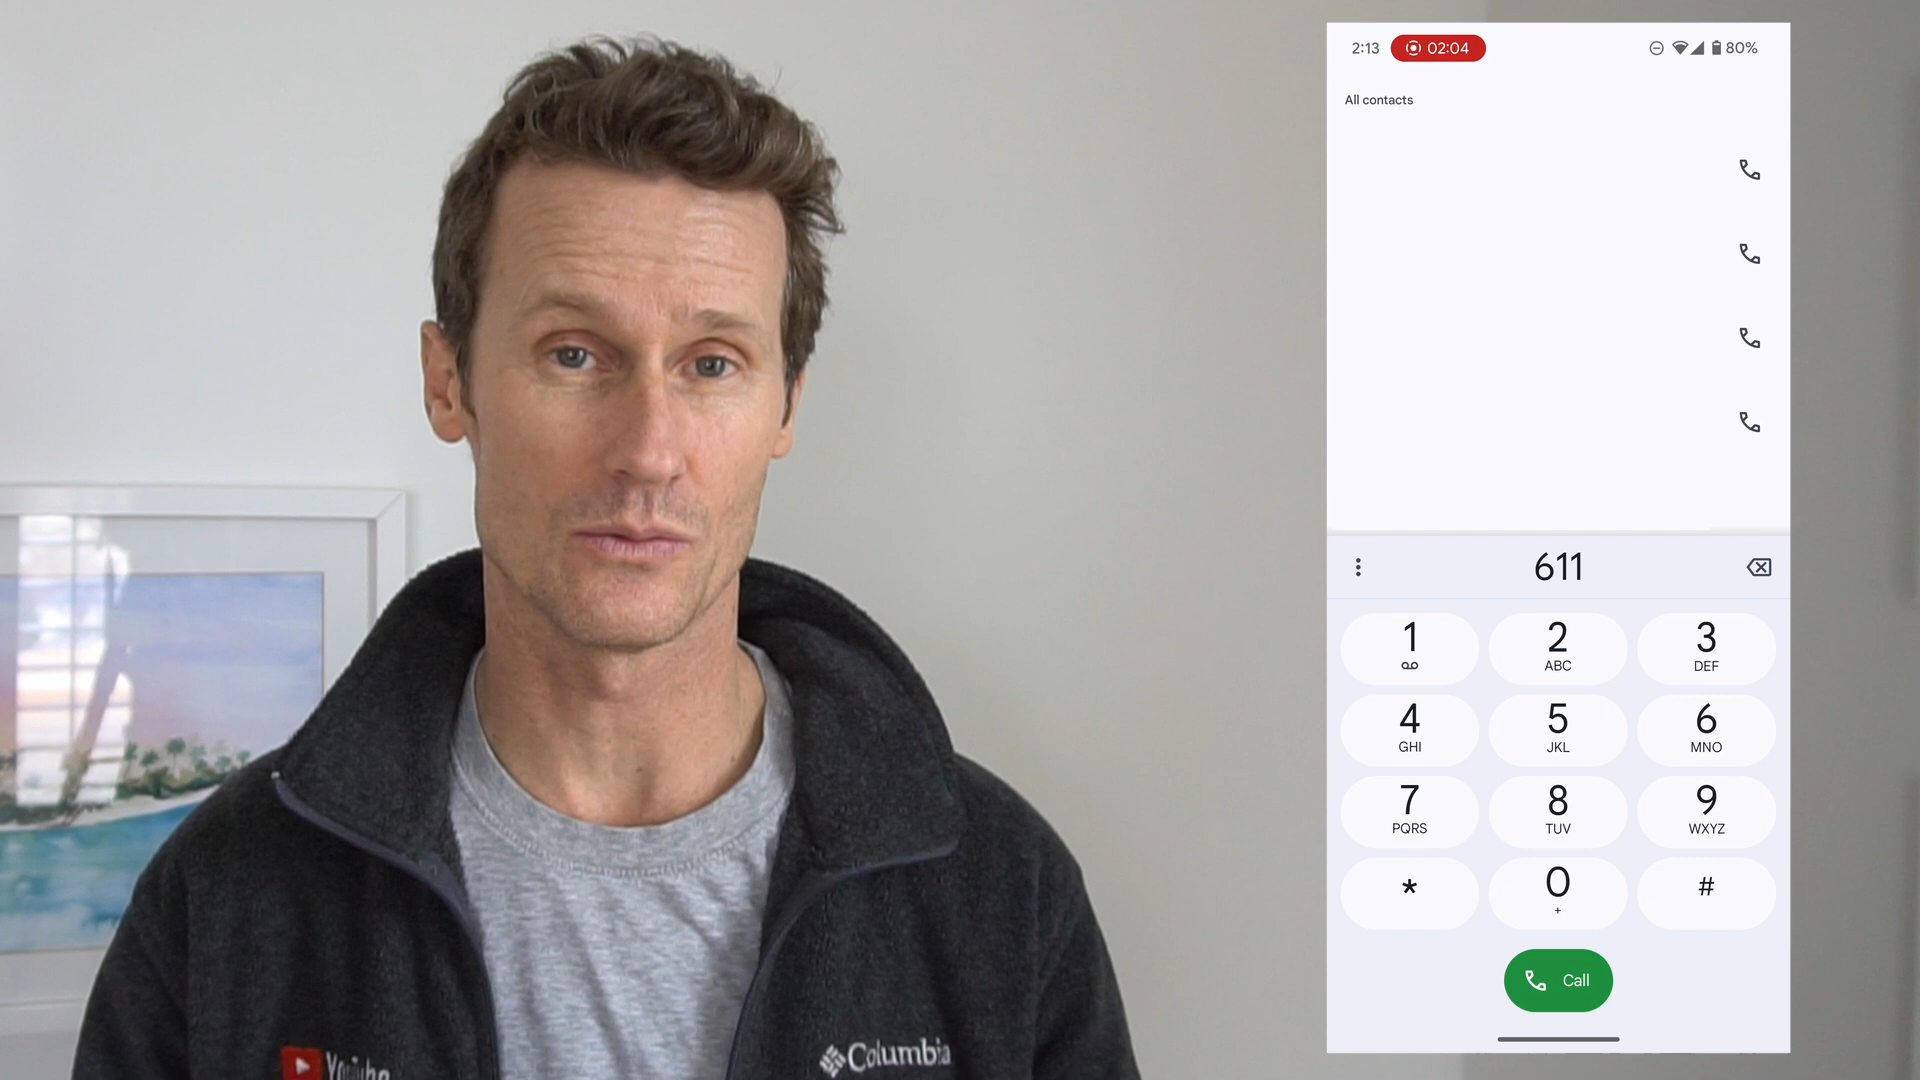 2:13 02:04 80%
All contacts
611
1 2 3
ABC DEF
4 5 6
GHI JKL MNO
7 8 9
PQRS TUV WXYZ
* 0 #
+
Call
YouTube
Columbia